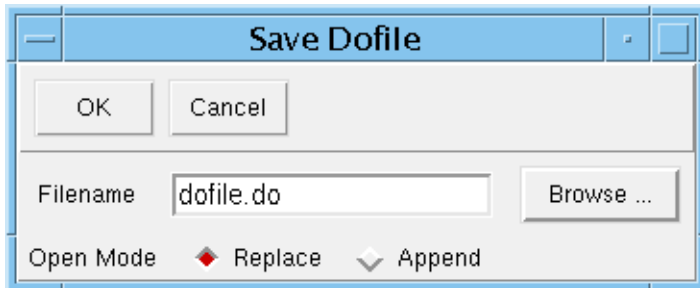 Save Dofile
OK Cancel
Filename dofile.do Browse ...
Open Mode Replace Append